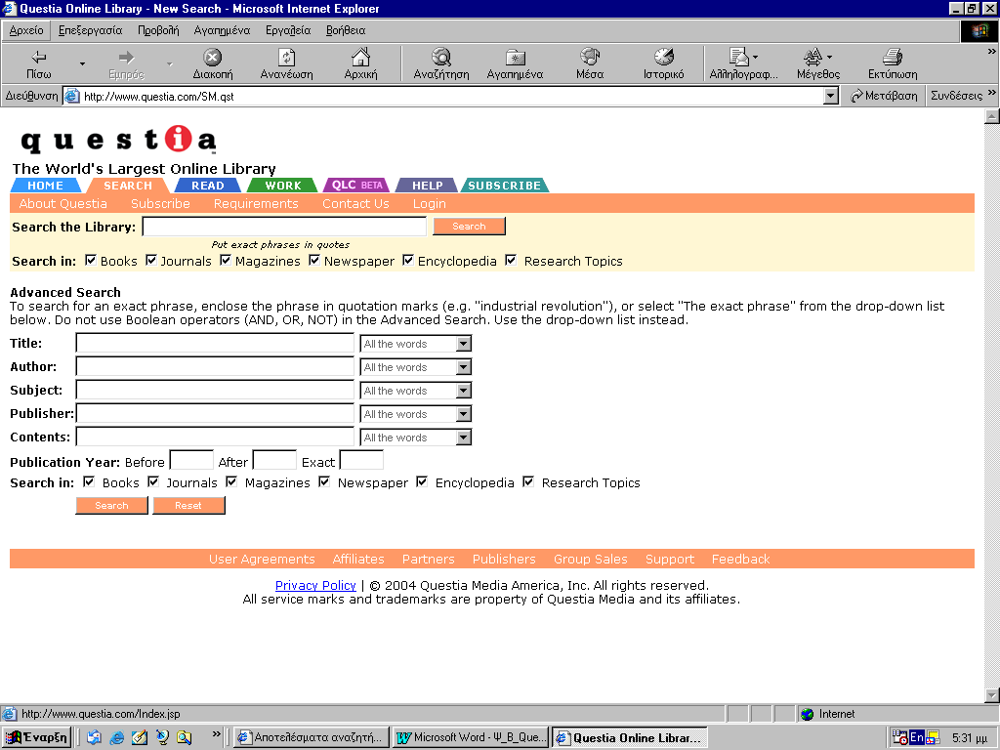 Questia Online Library - New Search - Microsoft Internet Explorer
Αρχείο Επεξεργασία Προβολή Αγαπημένα Εργαλεία Βοήθεια
Πίσω Εμπρός Διακοπή Ανανέωση Αρχική Αναζήτηση Αγαπημένα Μέσα Ιστορικό Αλληλογραφ... Μέγεθος Εκτύπωση »
Διεύθυνση http://www.questia.com/SM.qst Μετάβαση Συνδέσεις »
questia
The World's Largest Online Library
HOME SEARCH READ WORK QLC BETA HELP SUBSCRIBE
About Questia Subscribe Requirements Contact Us Login
Search the Library: Search
Put exact phrases in quotes
Search in: Books Journals Magazines Newspaper Encyclopedia Research Topics
Advanced Search
To search for an exact phrase, enclose the phrase in quotation marks (e.g. "industrial revolution"), or select "The exact phrase" from the drop-down list
below. Do not use Boolean operators (AND, OR, NOT) in the Advanced Search. Use the drop-down list instead.
Title: All the words
Author: All the words
Subject: All the words
Publisher: All the words
Contents: All the words
Publication Year: Before After Exact
Search in: Books Journals Magazines Newspaper Encyclopedia Research Topics
Search Reset
User Agreements Affiliates Partners Publishers Group Sales Support Feedback
Privacy Policy | © 2004 Questia Media America, Inc. All rights reserved.
All service marks and trademarks are property of Questia Media and its affiliates.
http://www.questia.com/Index.jsp Internet
Έναρξη » Αποτελέσματα αναζητή... Microsoft Word - Ψ_Β_Que... Questia Online Librar... En 5:31 μμ